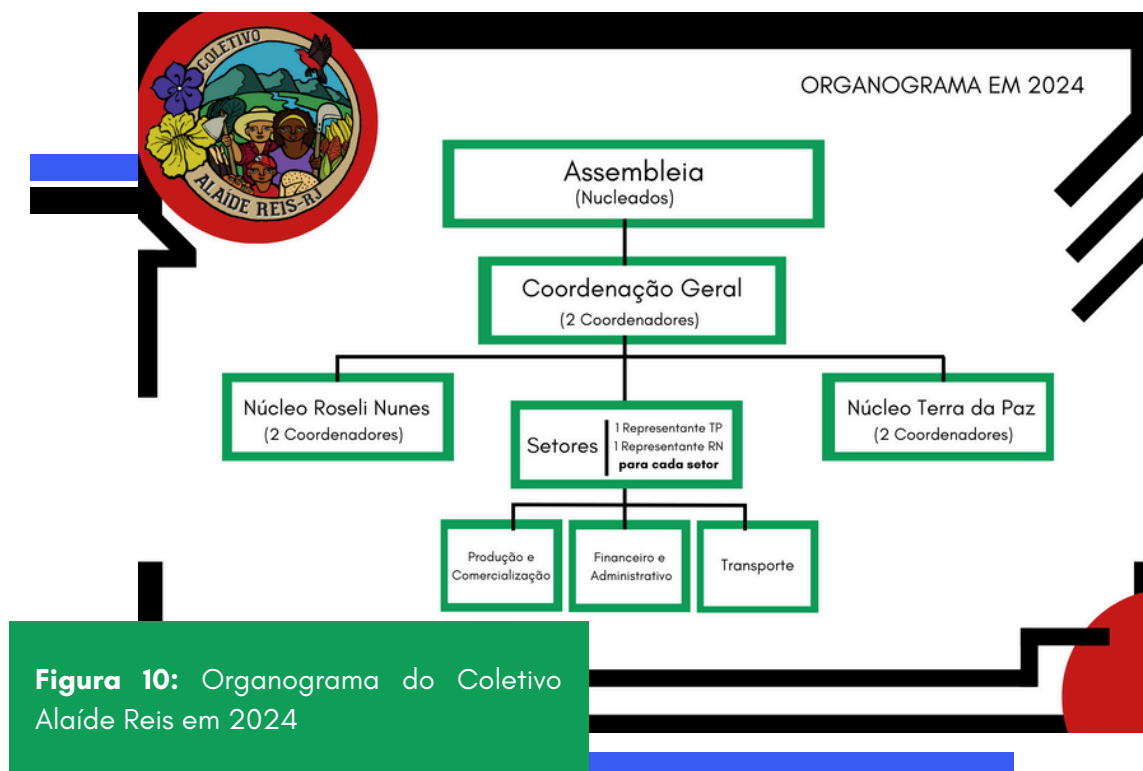 COLETIVO
ALAÍDE REIS-RJ
ORGANOGRAMA EM 2024
Assembleia
(Nucleados)
Coordenação Geral
(2 Coordenadores)
Núcleo Roseli Nunes
(2 Coordenadores)
Setores
1 Representante TP
1 Representante RN
para cada setor
Núcleo Terra da Paz
(2 Coordenadores)
Produção e
Comercialização
Financeiro e
Administrativo
Transporte
Figura 10: Organograma do Coletivo
Alaíde Reis em 2024